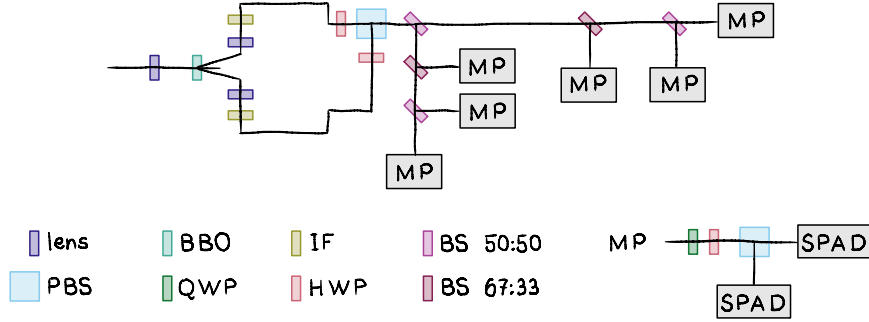 MP
MP
MP MP
MP
MP
lens BBO IF BS 50:50 MP SPAD
PBS QWP HWP BS 67:33 SPAD